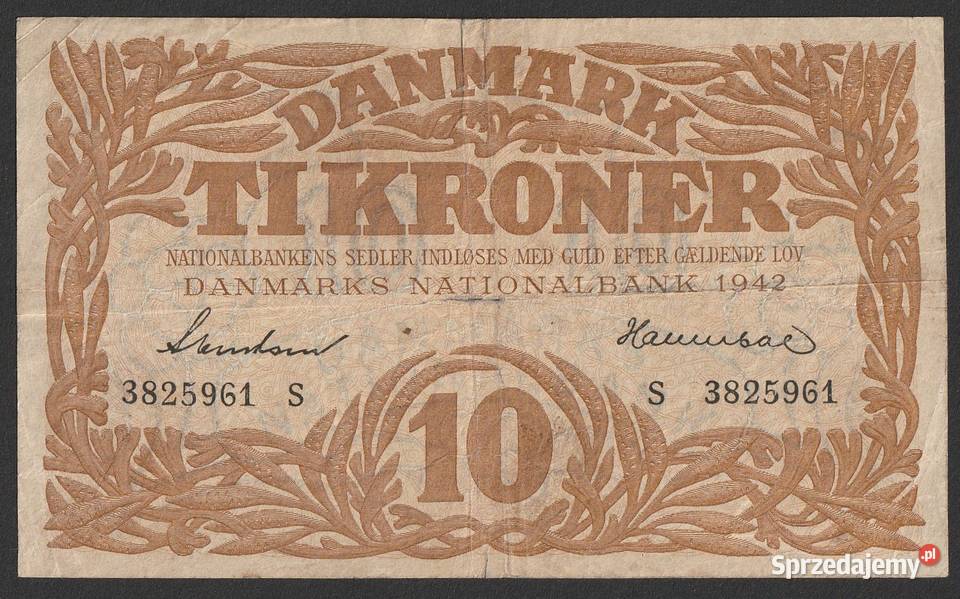 DANMARK
TI KRONER
NATIONALBANKENS SEDLER INDLØSES MED GULD EFTER GÆLDENDE LOV
DANMARKS NATIONALBANK 1942
3825961 S
S 3825961
10
Sprzedajemy.pl